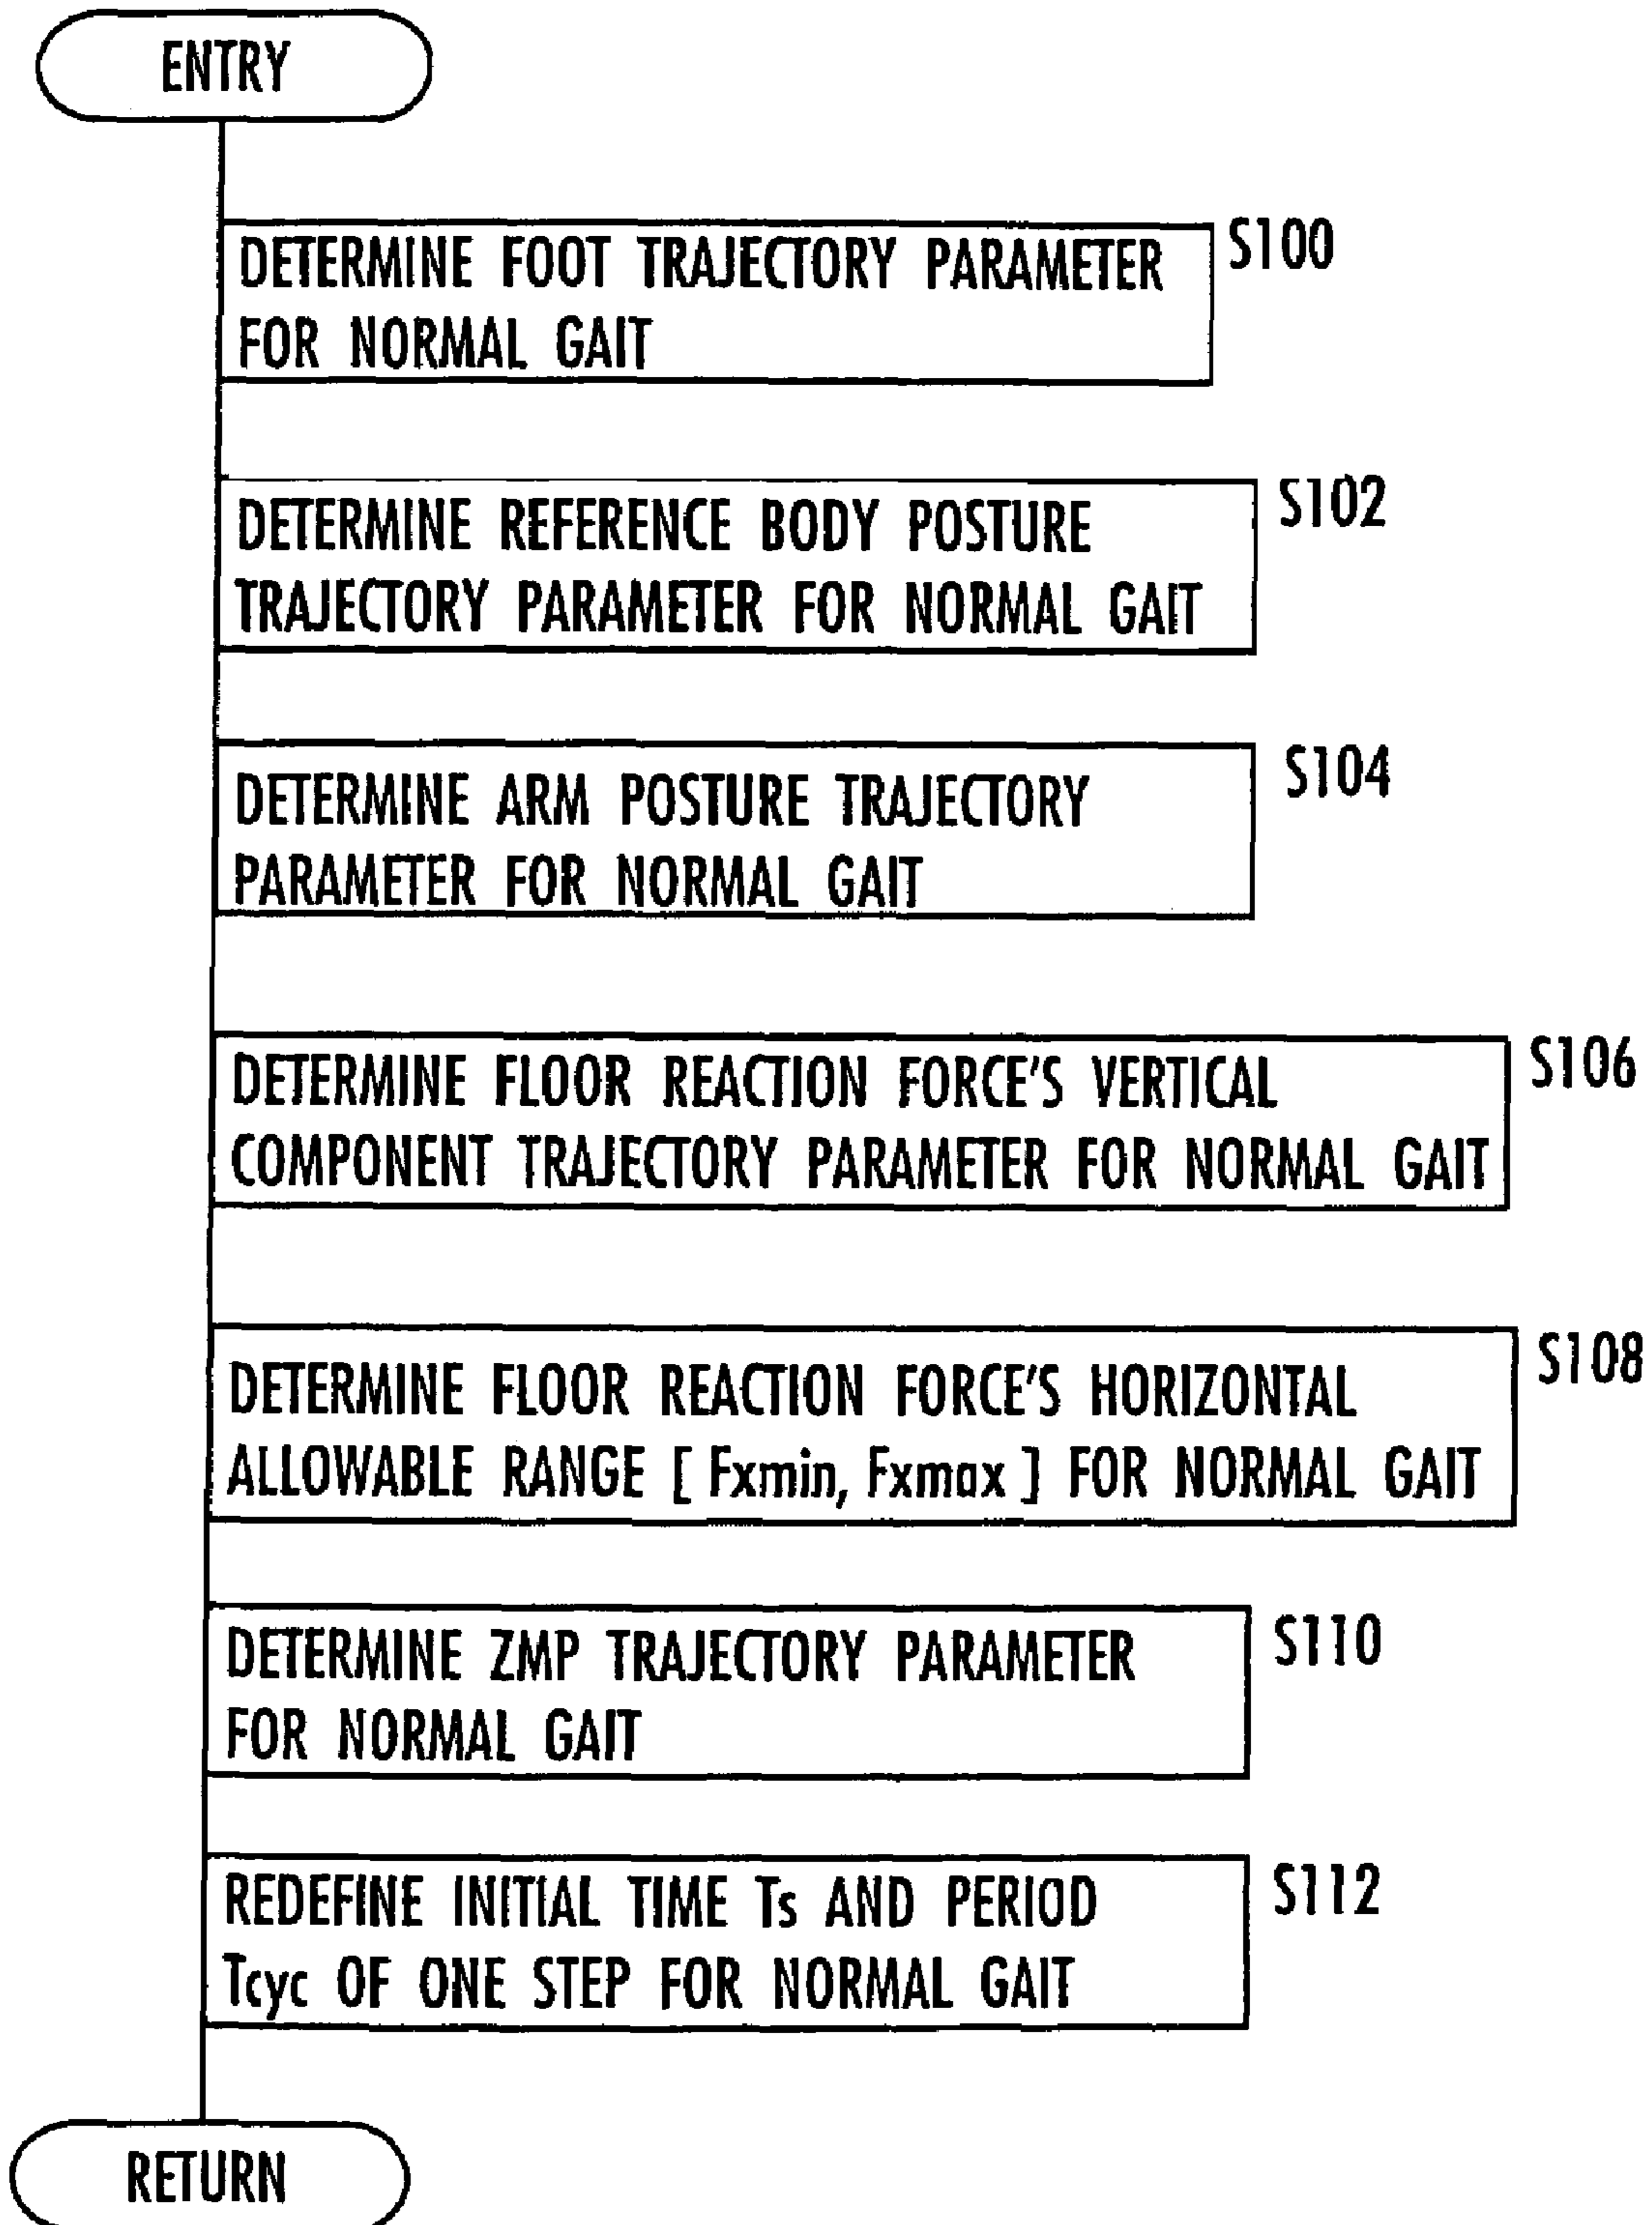 ENTRY
DETERMINE FOOT TRAJECTORY PARAMETER
FOR NORMAL GAIT
S100
DETERMINE REFERENCE BODY POSTURE
TRAJECTORY PARAMETER FOR NORMAL GAIT
S102
DETERMINE ARM POSTURE TRAJECTORY
PARAMETER FOR NORMAL GAIT
S104
DETERMINE FLOOR REACTION FORCE'S VERTICAL
COMPONENT TRAJECTORY PARAMETER FOR NORMAL GAIT
S106
DETERMINE FLOOR REACTION FORCE'S HORIZONTAL
ALLOWABLE RANGE [ Fxmin, Fxmax ] FOR NORMAL GAIT
S108
DETERMINE ZMP TRAJECTORY PARAMETER
FOR NORMAL GAIT
S110
REDEFINE INITIAL TIME Ts AND PERIOD
Tcyc OF ONE STEP FOR NORMAL GAIT
S112
RETURN